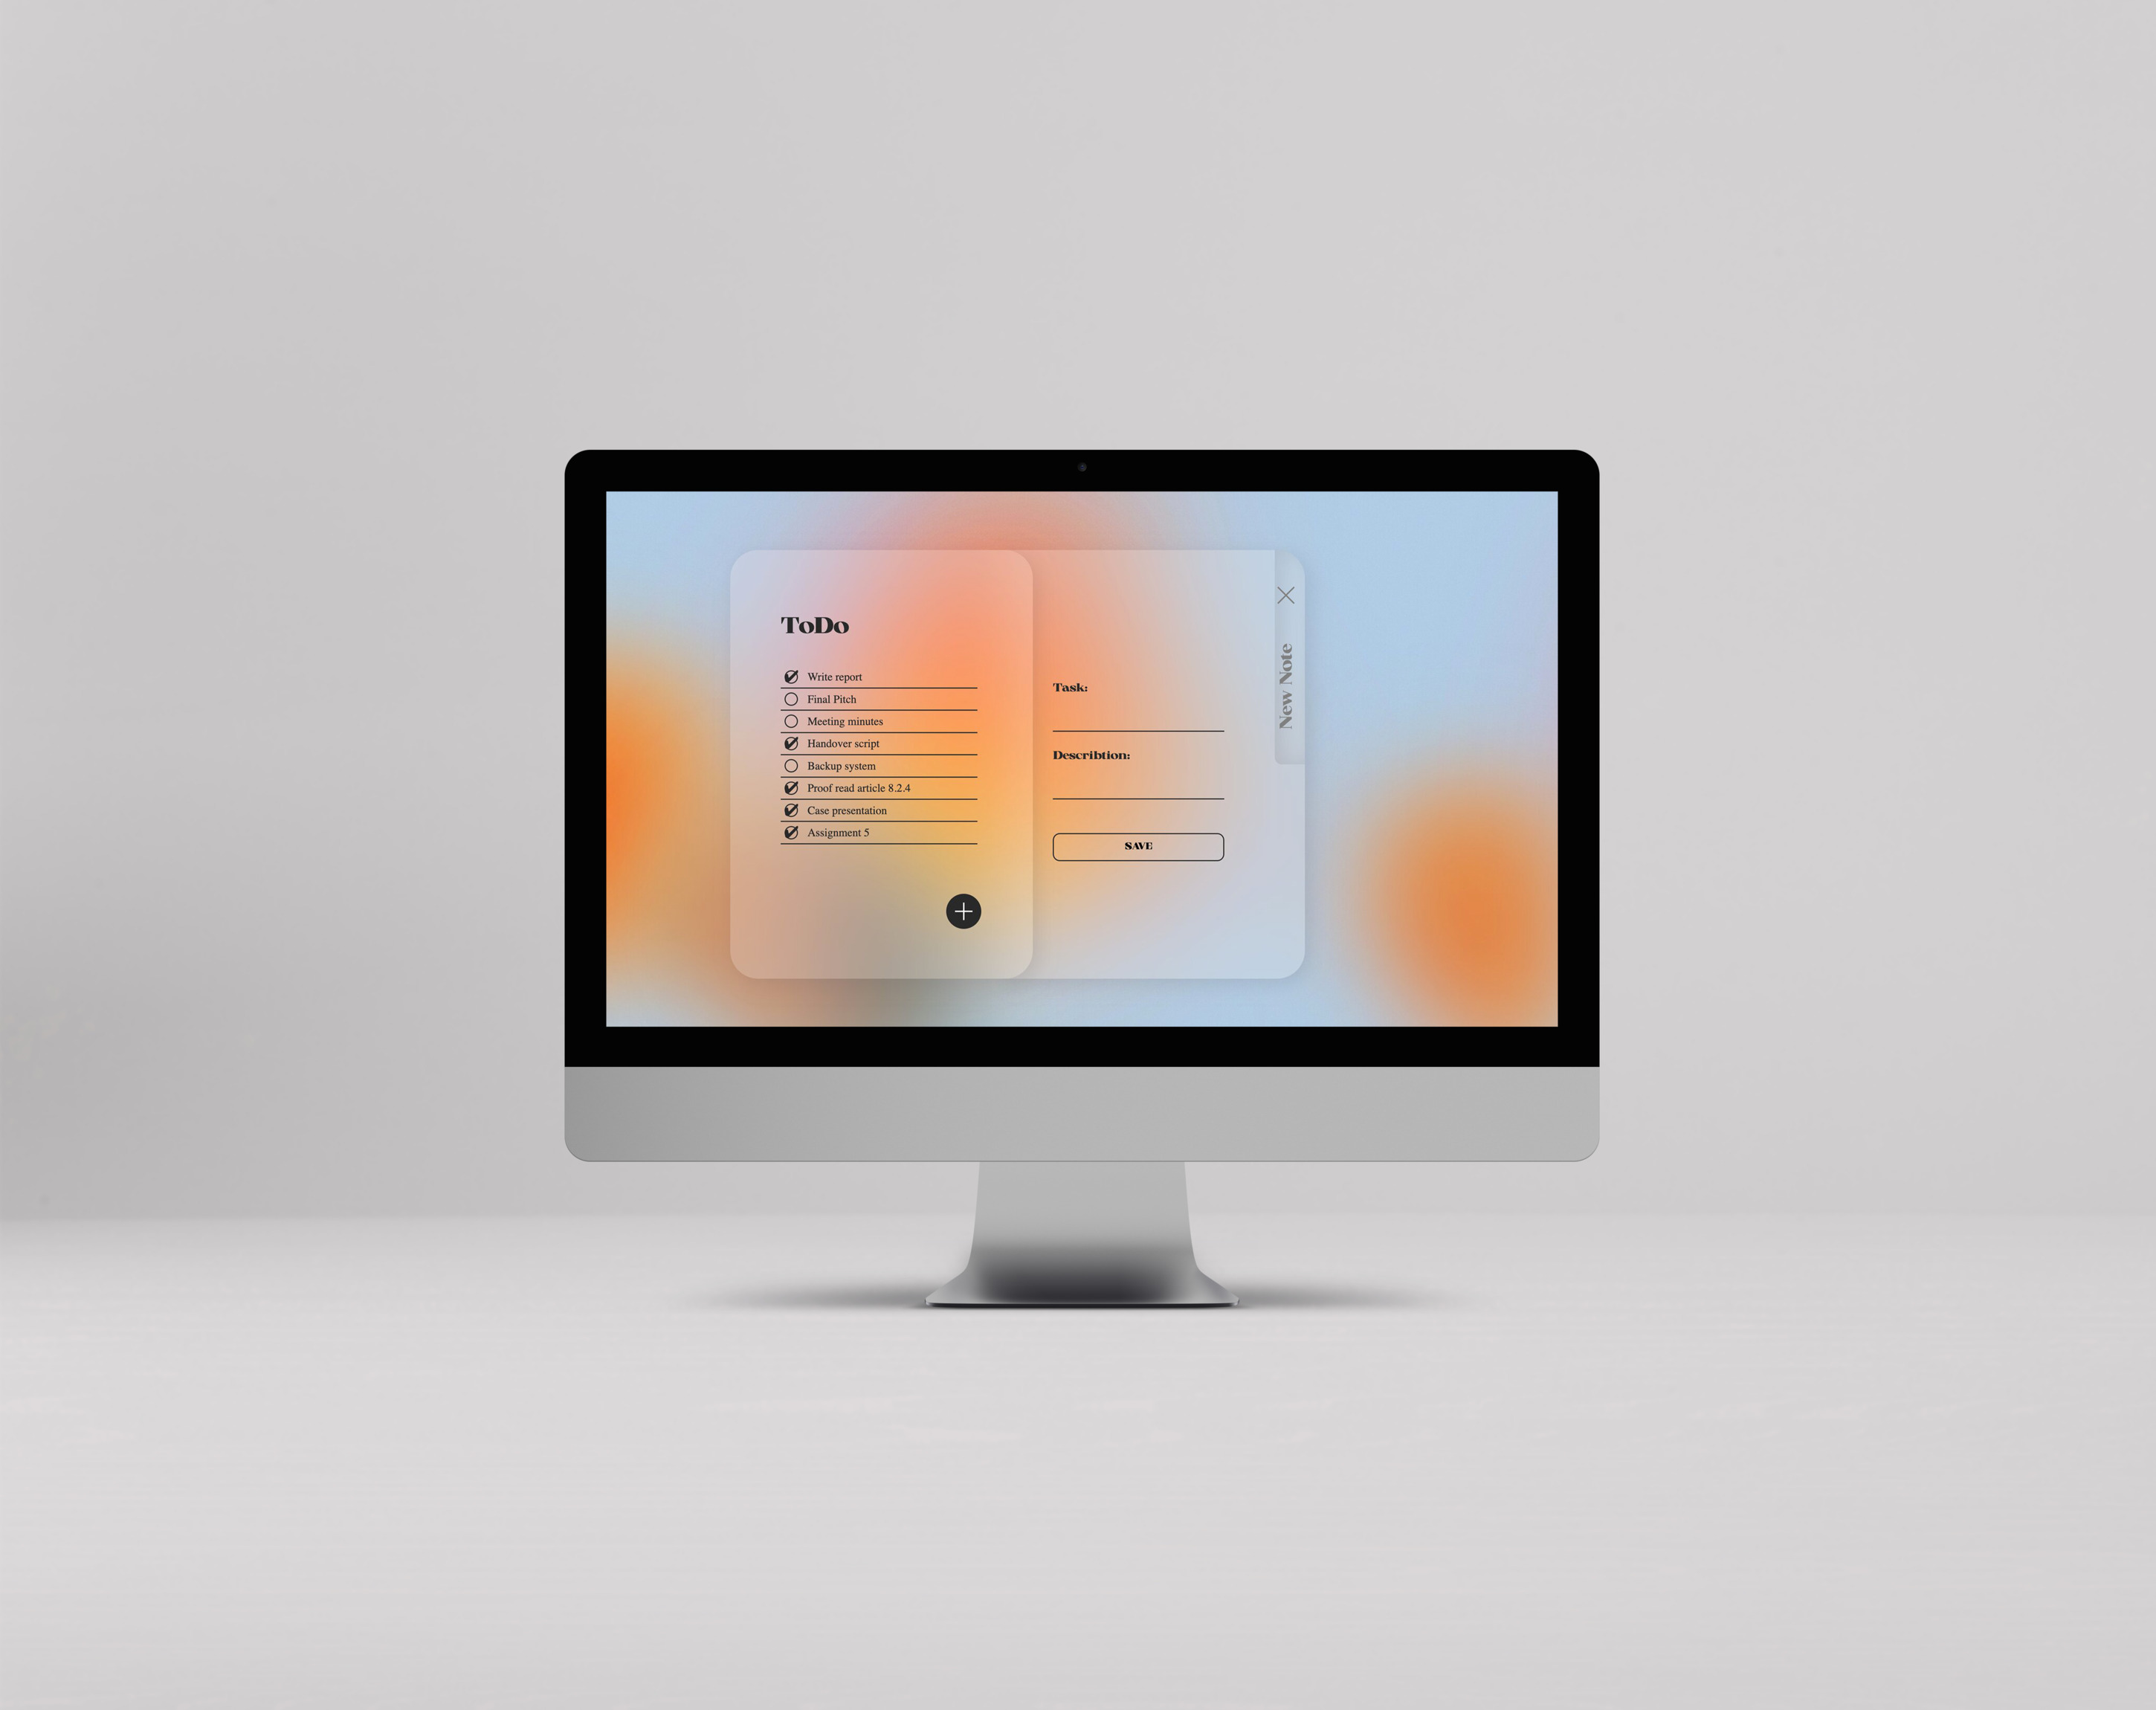 ToDo
Write report
Final Pitch
Meeting minutes
Handover script
Backup system
Proof read article 8.2.4
Case presentation
Assignment 5
Task:
Describtion:
SAVE
New Note